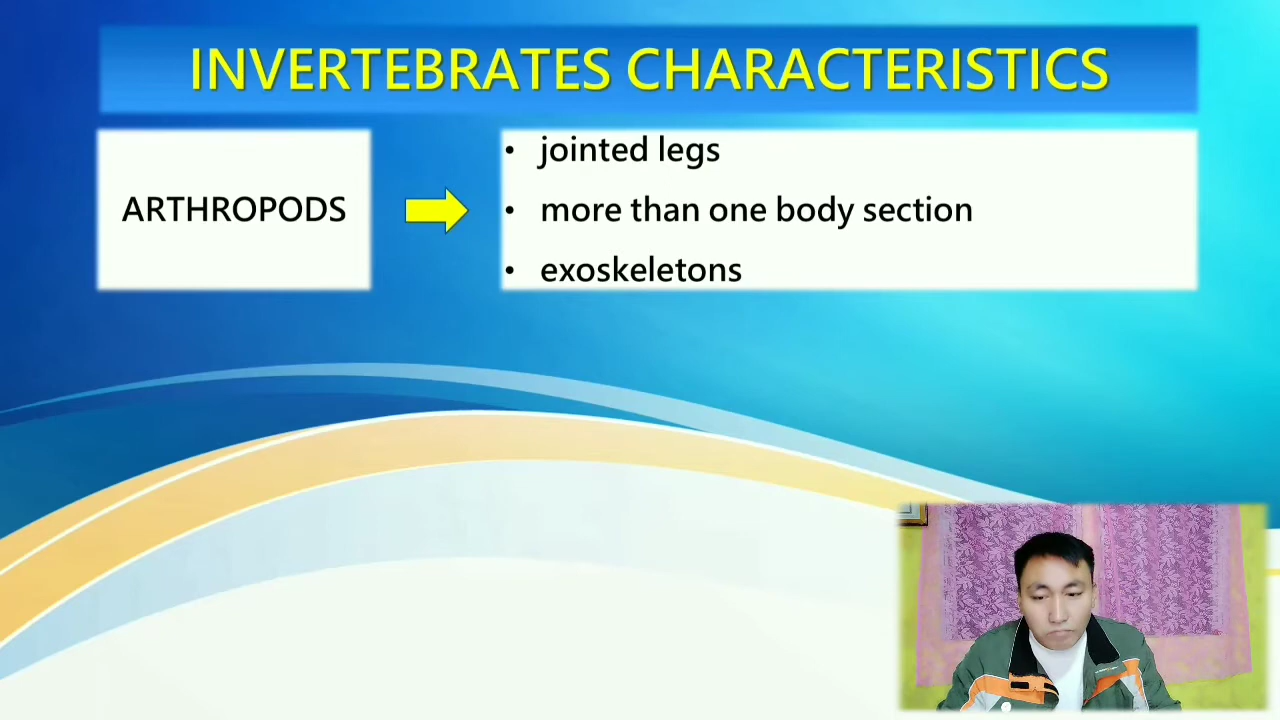 INVERTEBRATES CHARACTERISTICS
ARTHROPODS
• jointed legs
• more than one body section
• exoskeletons